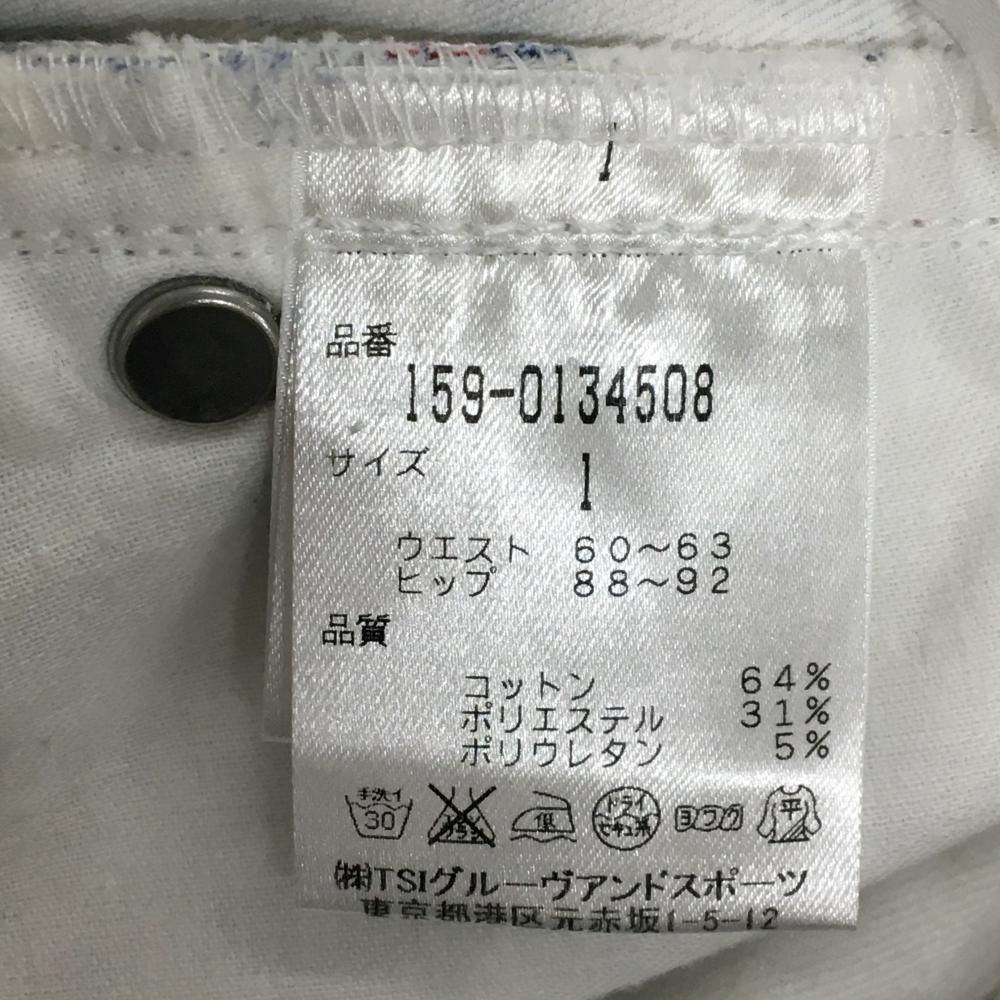 1
品番
159-0134508
サイズ 1
ウエスト 60～63
ヒップ 88～92
品質
コットン 64%
ポリエステル 31%
ポリウレタン 5%
手洗イ 30 低 ドライ セキュ系 ヨワク 平
㈱TSIグルーヴアンドスポーツ
東京都港区元赤坂1-5-12